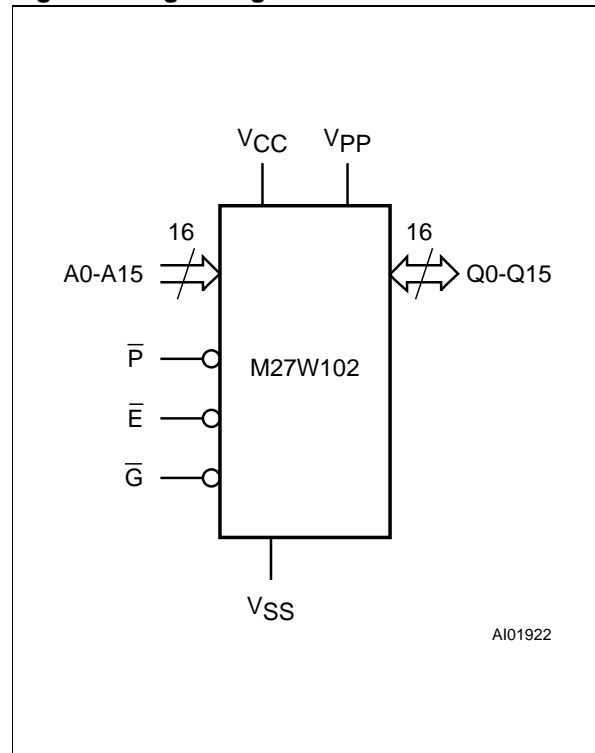 VCC VPP
16 16
A0-A15 Q0-Q15
P̅
M27W102
E̅
G̅
VSS
AI01922